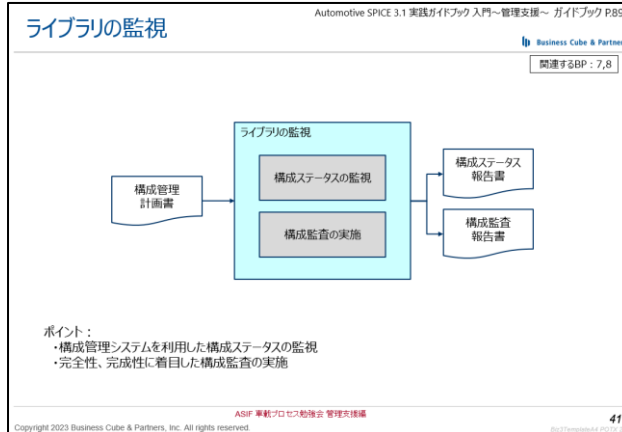 Automotive SPICE 3.1 実践ガイドブック 入門～管理支援～ ガイドブック P.89
ライブラリの監視
Business Cube & Partner
関連するBP：7,8
ライブラリの監視
構成ステータスの監視
構成監査の実施
構成管理
計画書
構成ステータス
報告書
構成監査
報告書
ポイント：
・構成管理システムを利用した構成ステータスの監視
・完全性、完成性に着目した構成監査の実施
ASIF 車載プロセス勉強会 管理支援編
41
Copyright 2023 Business Cube & Partners, Inc. All rights reserved.